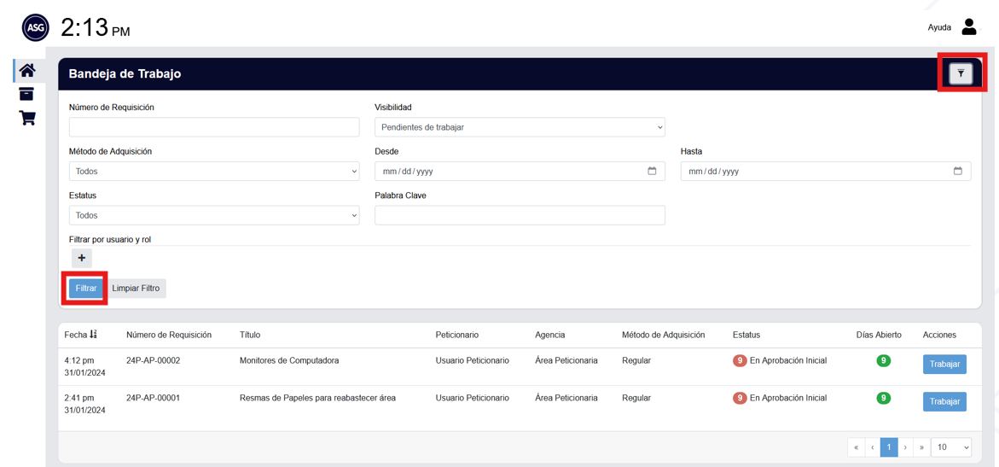 ASG 2:13 PM Ayuda
Bandeja de Trabajo
Número de Requisición Visibilidad
Pendientes de trabajar
Método de Adquisición Desde Hasta
Todos mm/dd/yyyy mm/dd/yyyy
Estatus Palabra Clave
Todos
Filtrar por usuario y rol
+
Filtrar Limpiar Filtro
Fecha Número de Requisición Título Peticionario Agencia Método de Adquisición Estatus Días Abierto Acciones
4:12 pm 24P-AP-00002 Monitores de Computadora Usuario Peticionario Área Peticionaria Regular 9 En Aprobación Inicial 9 Trabajar
31/01/2024
2:41 pm 24P-AP-00001 Resmas de Papeles para reabastecer área Usuario Peticionario Área Peticionaria Regular 9 En Aprobación Inicial 9 Trabajar
31/01/2024
« ‹ 1 › » 10